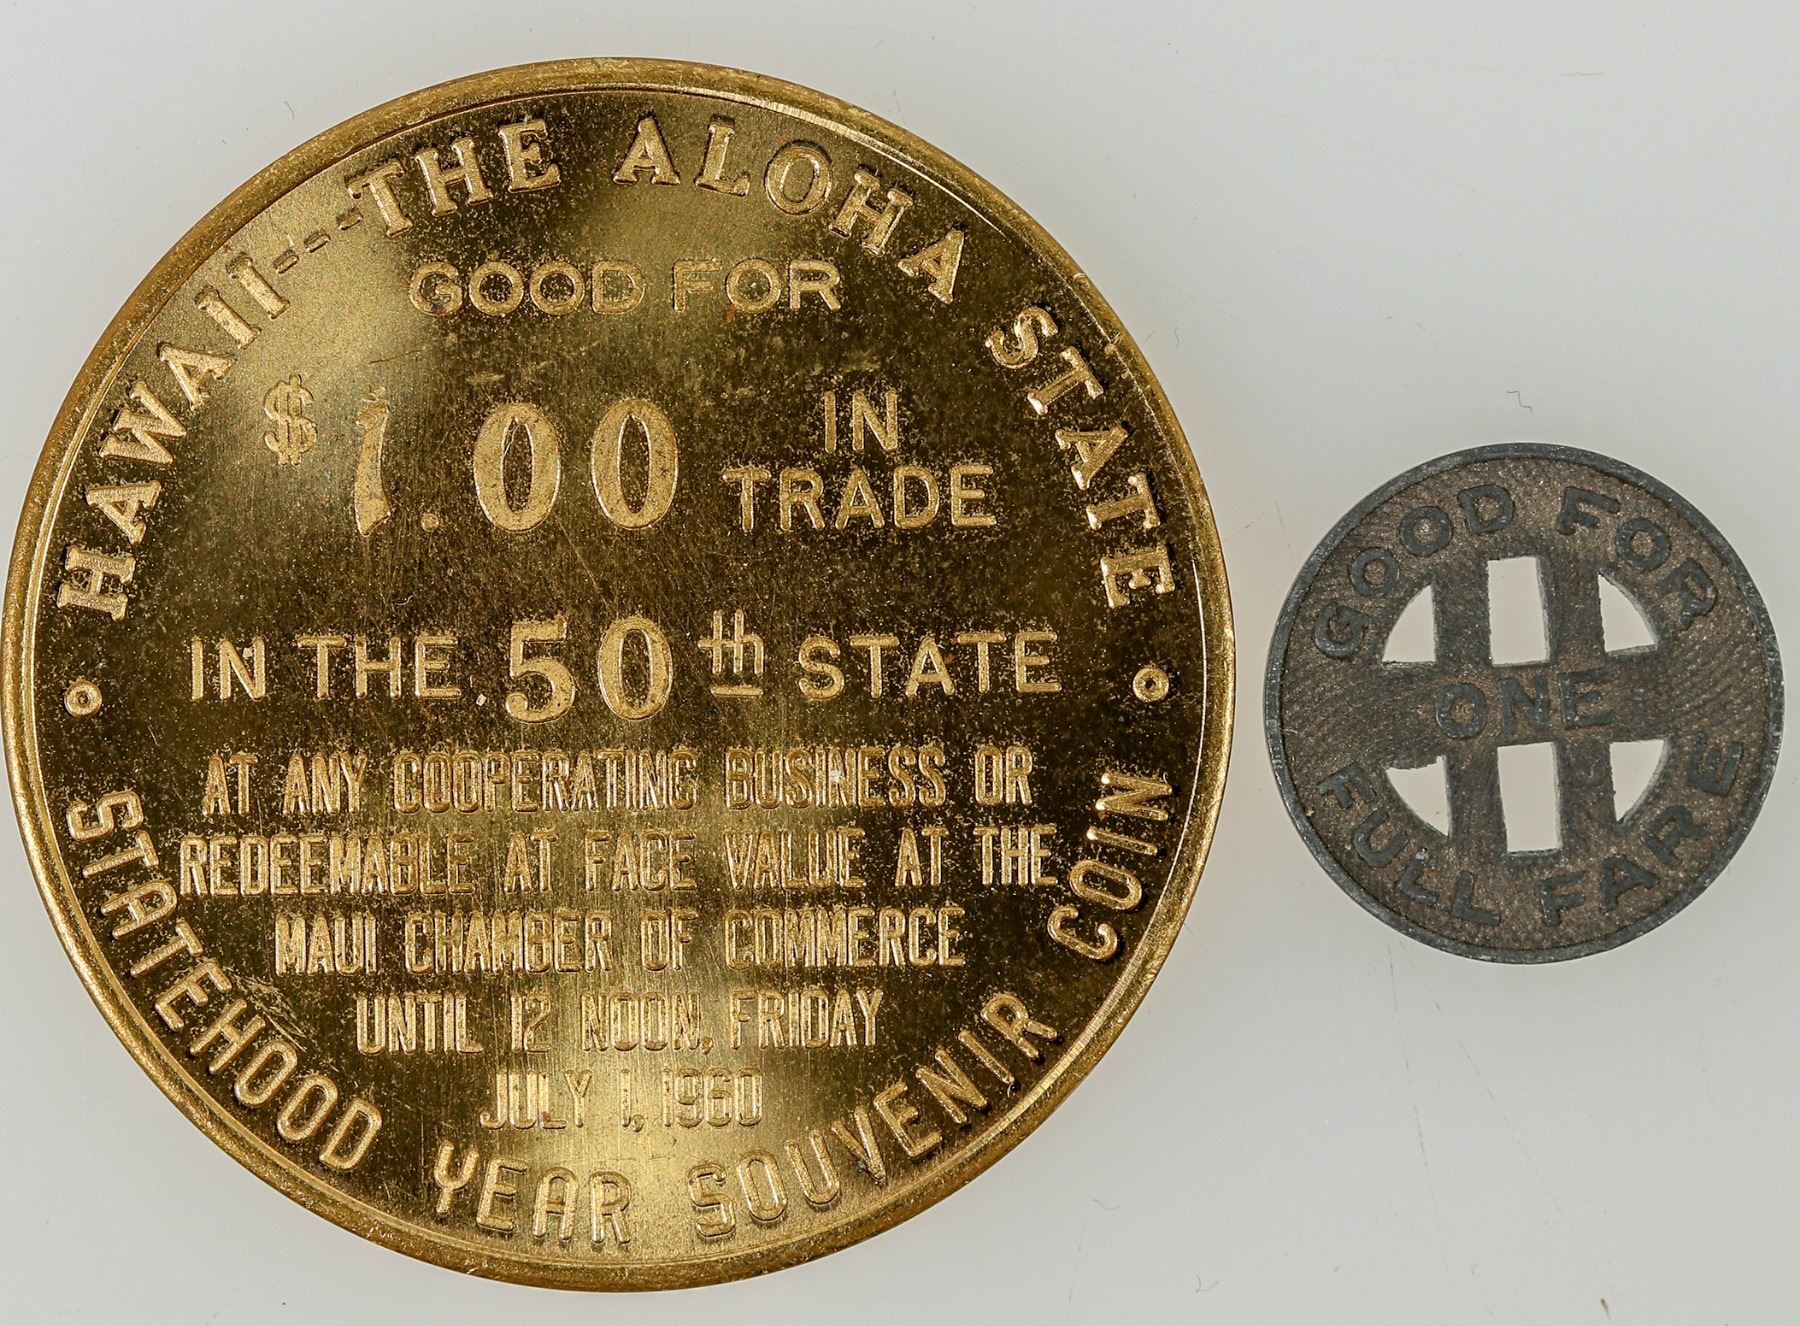 HAWAII---THE ALOHA STATE
GOOD FOR
$1.00 IN
TRADE
IN THE 50th STATE
AT ANY COOPERATING BUSINESS OR
REDEEMABLE AT FACE VALUE AT THE
MAUI CHAMBER OF COMMERCE
UNTIL 12 NOON, FRIDAY
JULY 1, 1960
STATEHOOD YEAR SOUVENIR COIN
GOOD FOR
ONE
FULL FARE